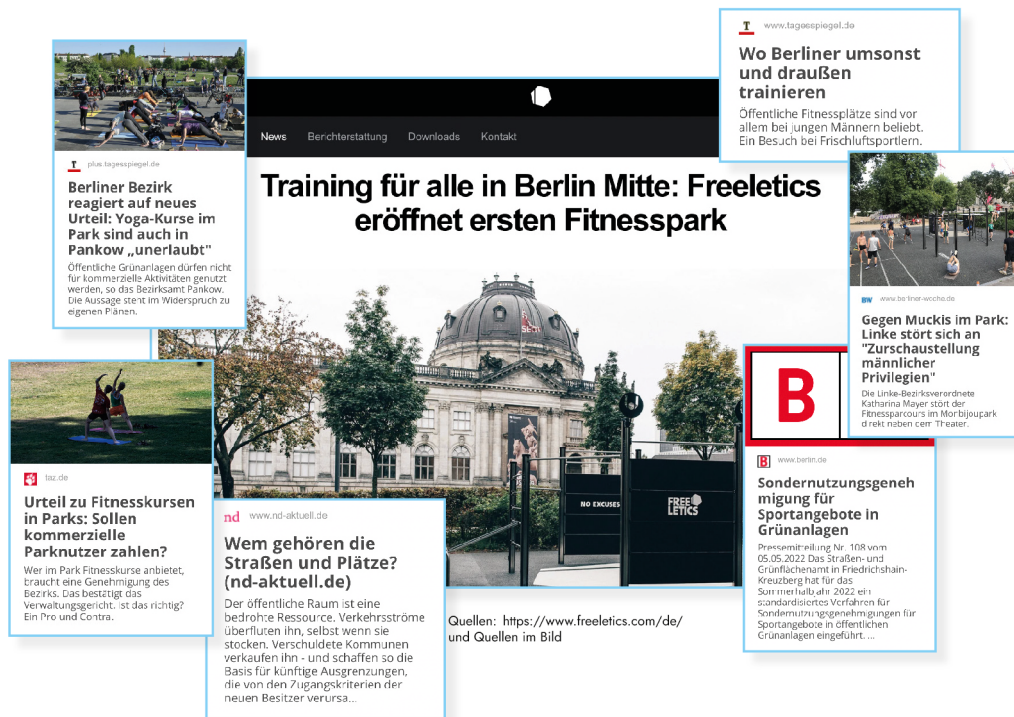 www.tagesspiegel.de
Wo Berliner umsonst
und draußen
trainieren
Öffentliche Fitnessplätze sind vor
allem bei jungen Männern beliebt.
Ein Besuch bei Frischluftsportlern.
News Berichterstattung Downloads Kontakt
Training für alle in Berlin Mitte: Freeletics
eröffnet ersten Fitnesspark
plus.tagesspiegel.de
Berliner Bezirk
reagiert auf neues
Urteil: Yoga-Kurse im
Park sind auch in
Pankow „unerlaubt"
Öffentliche Grünanlagen dürfen nicht
für kommerzielle Aktivitäten genutzt
werden, so das Bezirksamt Pankow.
Die Aussage steht im Widerspruch zu
eigenen Plänen.
BW www.berliner-woche.de
Gegen Muckis im Park:
Linke stört sich an
"Zurschaustellung
männlicher
Privilegien"
Die Linke-Bezirksverordnete
Katharina Mayer stört der
Fitnessparcours im Monbijoupark
direkt neben dem Theater.
NO EXCUSES
FREE
LETICS
B
B www.berlin.de
Sondernutzungsgeneh
migung für
Sportangebote in
Grünanlagen
Pressemitteilung Nr. 108 vom
05.05.2022 Das Straßen- und
Grünflächenamt in Friedrichshain-
Kreuzberg hat für das
Sommerhalbjahr 2022 ein
standardisiertes Verfahren für
Sondernutzungsgenehmigungen für
Sportangebote in öffentlichen
Grünanlagen eingeführt. ...
taz.de
Urteil zu Fitnesskursen
in Parks: Sollen
kommerzielle
Parknutzer zahlen?
Wer im Park Fitnesskurse anbietet,
braucht eine Genehmigung des
Bezirks. Das bestätigt das
Verwaltungsgericht. Ist das richtig?
Ein Pro und Contra.
nd www.nd-aktuell.de
Wem gehören die
Straßen und Plätze?
(nd-aktuell.de)
Der öffentliche Raum ist eine
bedrohte Ressource. Verkehrsströme
überfluten ihn, selbst wenn sie
stocken. Verschuldete Kommunen
verkaufen ihn - und schaffen so die
Basis für künftige Ausgrenzungen,
die von den Zugangskriterien der
neuen Besitzer verursa...
Quellen: https://www.freeletics.com/de/
und Quellen im Bild